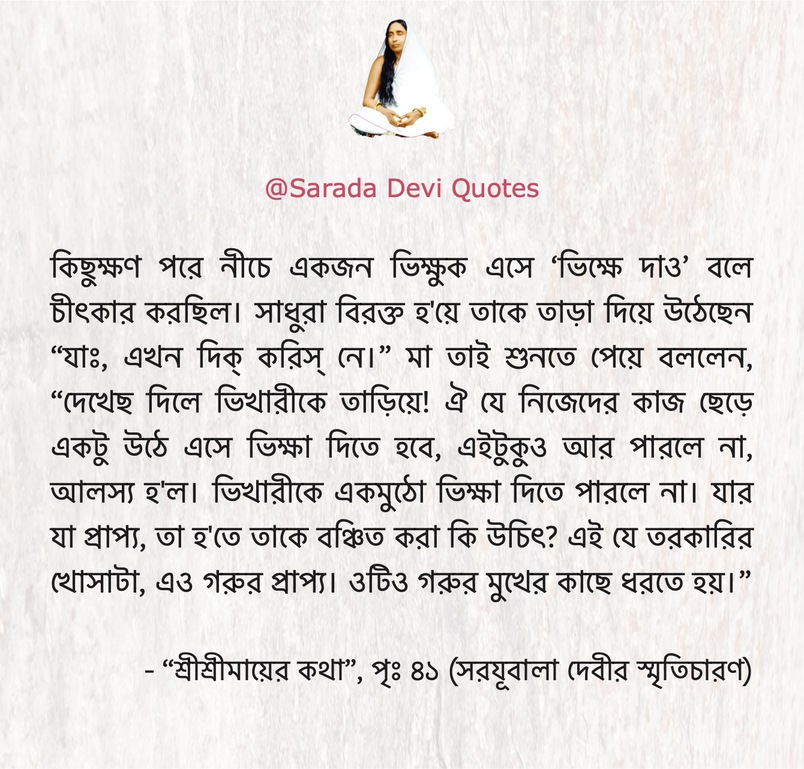 @Sarada Devi Quotes
কিছুক্ষণ পরে নীচে একজন ভিক্ষুক এসে ‘ভিক্ষে দাও’ বলে
চীৎকার করছিল। সাধুরা বিরক্ত হ'য়ে তাকে তাড়া দিয়ে উঠেছেন
“যাঃ, এখন দিক্ করিস্ নে।” মা তাই শুনতে পেয়ে বললেন,
“দেখেছ দিলে ভিখারীকে তাড়িয়ে! ঐ যে নিজেদের কাজ ছেড়ে
একটু উঠে এসে ভিক্ষা দিতে হবে, এইটুকুও আর পারলে না,
আলস্য হ'ল। ভিখারীকে একমুঠো ভিক্ষা দিতে পারলে না। যার
যা প্রাপ্য, তা হ'তে তাকে বঞ্চিত করা কি উচিৎ? এই যে তরকারির
খোসাটা, এও গরুর প্রাপ্য। ওটিও গরুর মুখের কাছে ধরতে হয়।”
- “শ্রীশ্রীমায়ের কথা”, পৃঃ ৪১ (সরযূবালা দেবীর স্মৃতিচারণ)